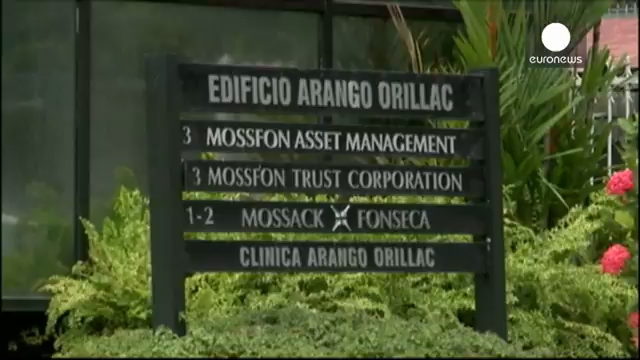 euronews
EDIFICIO ARANGO ORILLAC
3 MOSSFON ASSET MANAGEMENT
3 MOSSFON TRUST CORPORATION
1-2 MOSSACK FONSECA
CLINICA ARANGO ORILLAC